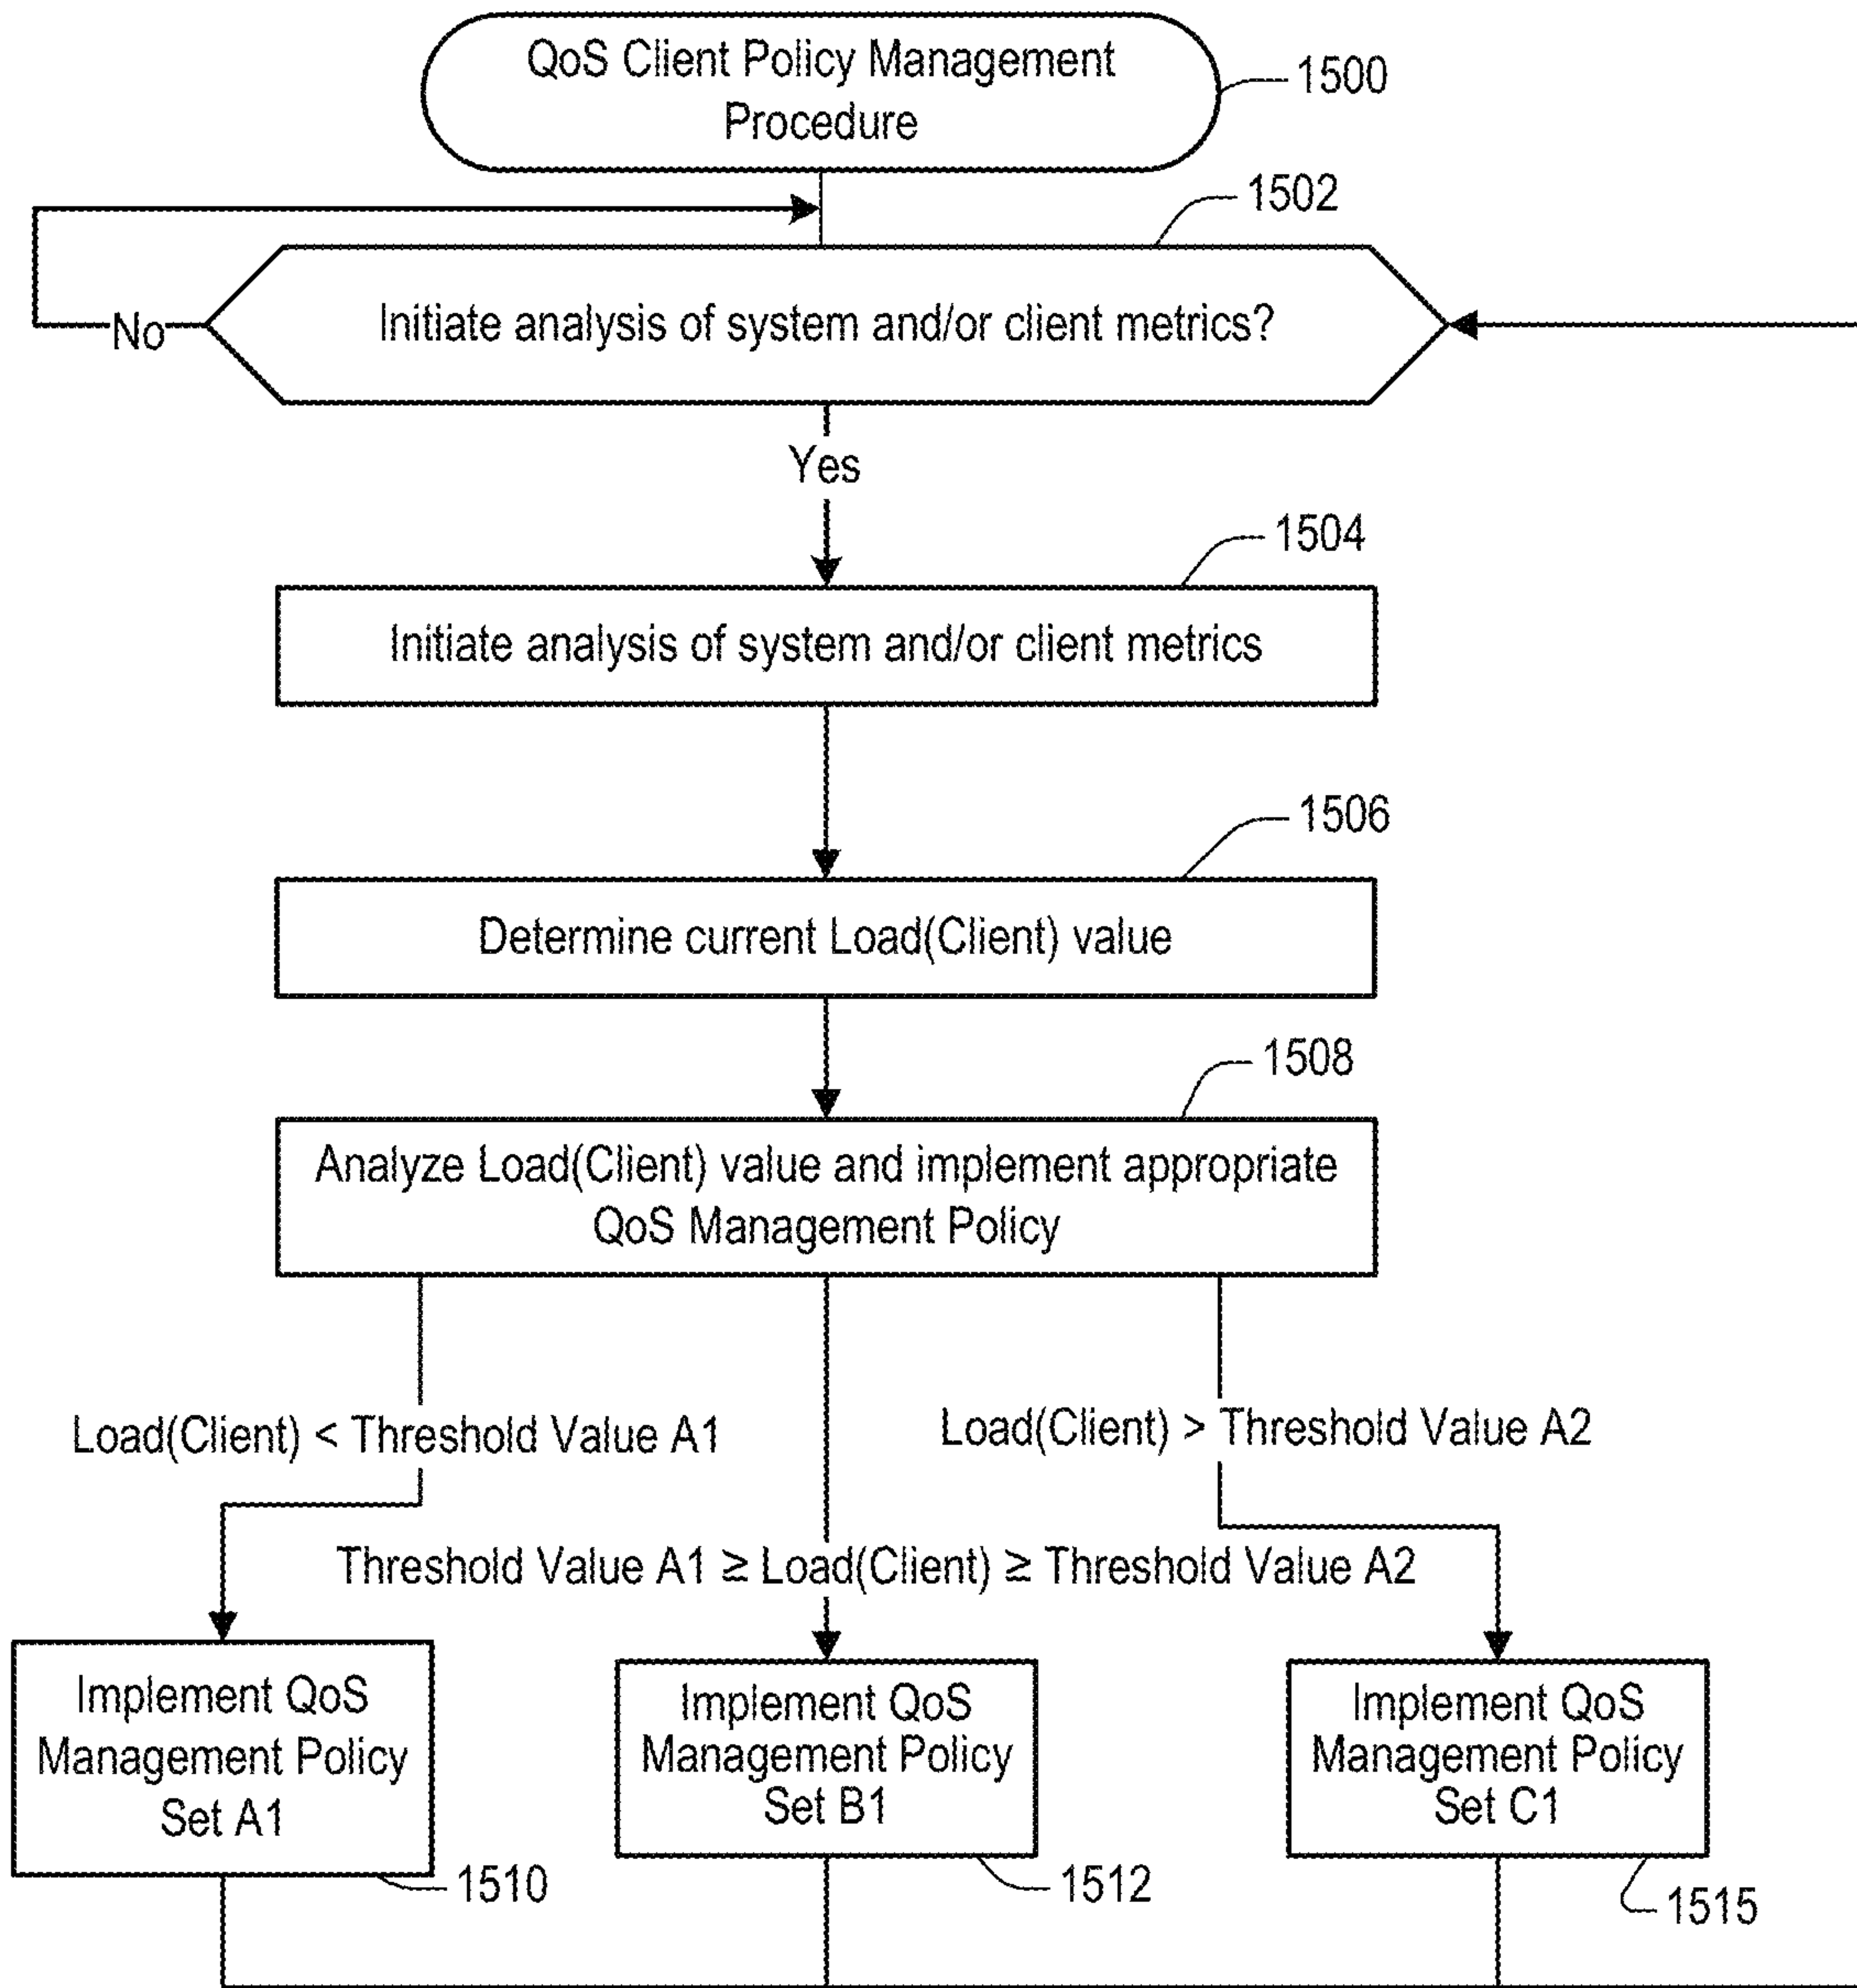 QoS Client Policy Management
Procedure
1500
1502
Initiate analysis of system and/or client metrics?
No
Yes
1504
Initiate analysis of system and/or client metrics
1506
Determine current Load(Client) value
1508
Analyze Load(Client) value and implement appropriate
QoS Management Policy
Load(Client) < Threshold Value A1
Load(Client) > Threshold Value A2
Threshold Value A1 ≥ Load(Client) ≥ Threshold Value A2
Implement QoS
Management Policy
Set A1
1510
Implement QoS
Management Policy
Set B1
1512
Implement QoS
Management Policy
Set C1
1515